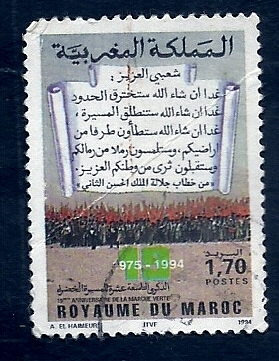 المملكة المغربية
شعبي العزيز:
غدا إن شاء الله ستخترق الحدود
غدا إن شاء الله ستنطلق المسيرة،
غدا إن شاء الله ستطأون طرفا من
أراضيكم، وستلمسون رملا من رمالكم
وستقبلون ثرى من وطنكم العزيز.
من خطاب جلالة الملك الحسن الثاني
19
1975-1994
البريد
1,70
POSTES
الذكرى التاسعة عشرة للمسيرة الخضراء
19ème ANNIVERSAIRE DE LA MARCHE VERTE
ROYAUME DU MAROC
A. EL HAIMEUR ITVF 1994